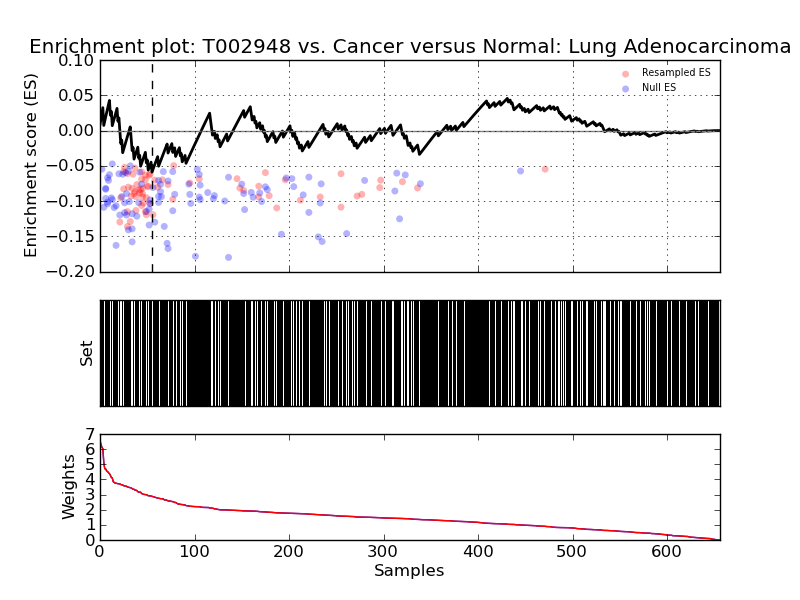 Enrichment plot: T002948 vs. Cancer versus Normal: Lung Adenocarcinoma
Enrichment score (ES)
0.10
0.05
0.00
−0.05
−0.10
−0.15
−0.20
Resampled ES
Null ES
Set
Weights
7
6
5
4
3
2
1
0
0 100 200 300 400 500 600
Samples